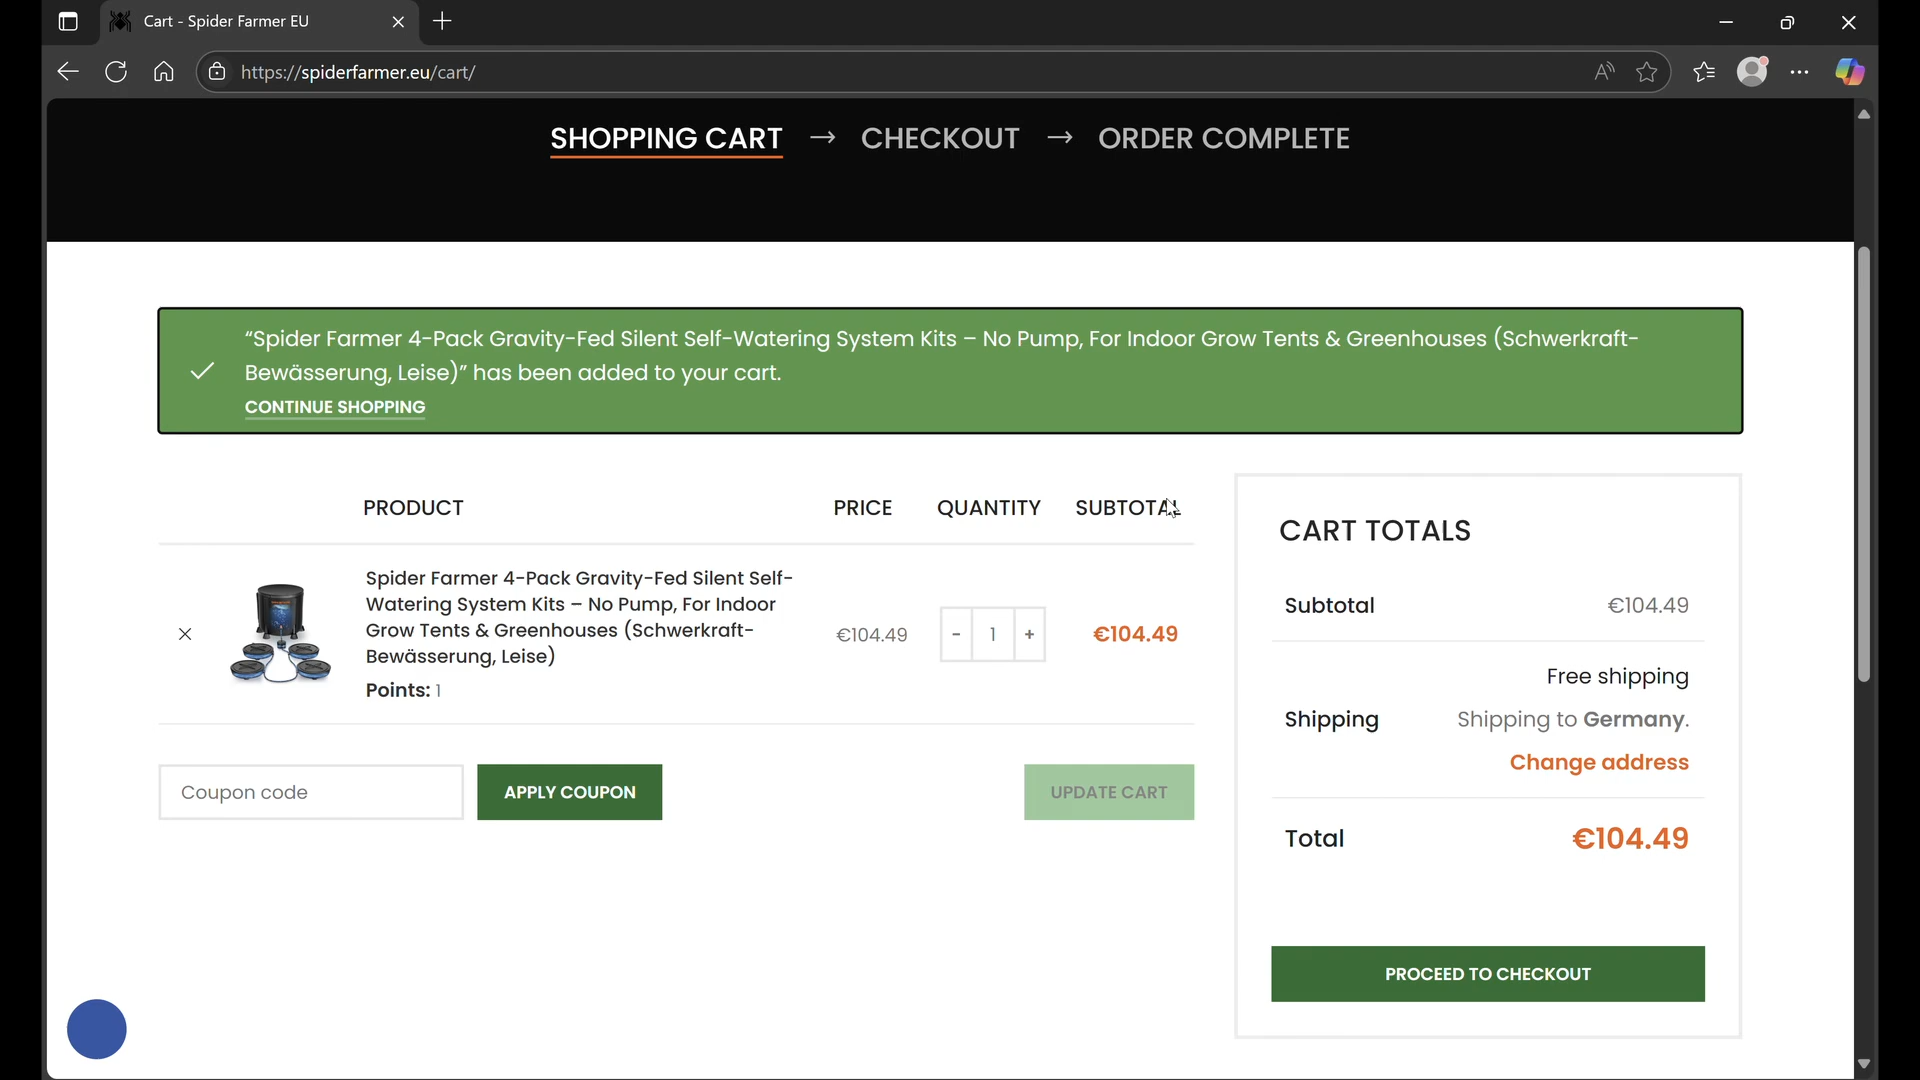 Cart - Spider Farmer EU
https://spiderfarmer.eu/cart/
SHOPPING CART → CHECKOUT → ORDER COMPLETE
“Spider Farmer 4-Pack Gravity-Fed Silent Self-Watering System Kits – No Pump, For Indoor Grow Tents & Greenhouses (Schwerkraft-
Bewässerung, Leise)” has been added to your cart.
CONTINUE SHOPPING
PRODUCT PRICE QUANTITY SUBTOTAL
Spider Farmer 4-Pack Gravity-Fed Silent Self-
Watering System Kits – No Pump, For Indoor
Grow Tents & Greenhouses (Schwerkraft-
Bewässerung, Leise)
Points: 1
€104.49 - 1 + €104.49
Coupon code APPLY COUPON UPDATE CART
CART TOTALS
Subtotal €104.49
Free shipping
Shipping Shipping to Germany.
Change address
Total €104.49
PROCEED TO CHECKOUT